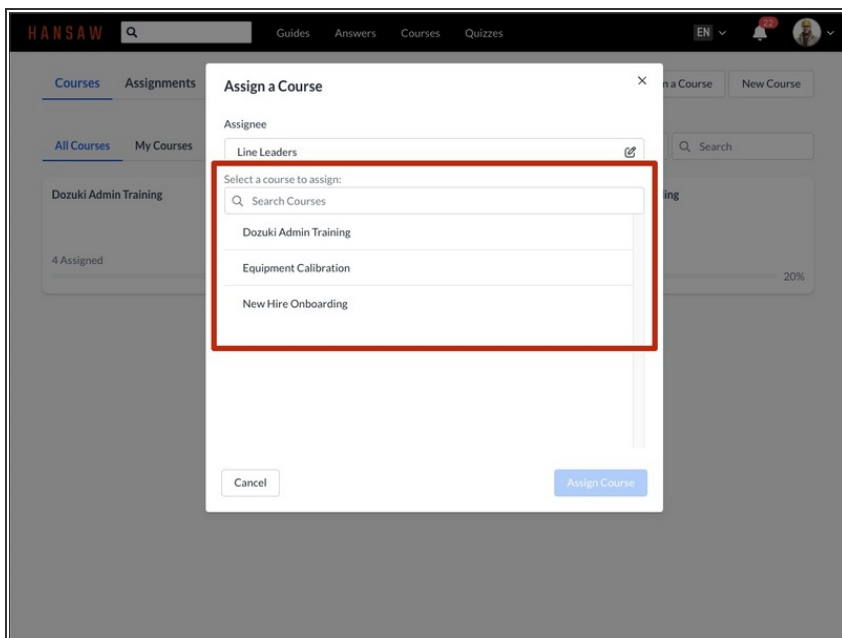 HANSAW Guides Answers Courses Quizzes EN 22
Courses Assignments n a Course New Course
Assign a Course
Assignee
All Courses My Courses Search
Line Leaders
Select a course to assign:
Search Courses
Dozuki Admin Training ing
Dozuki Admin Training
4 Assigned
Equipment Calibration
20%
New Hire Onboarding
Cancel Assign Course